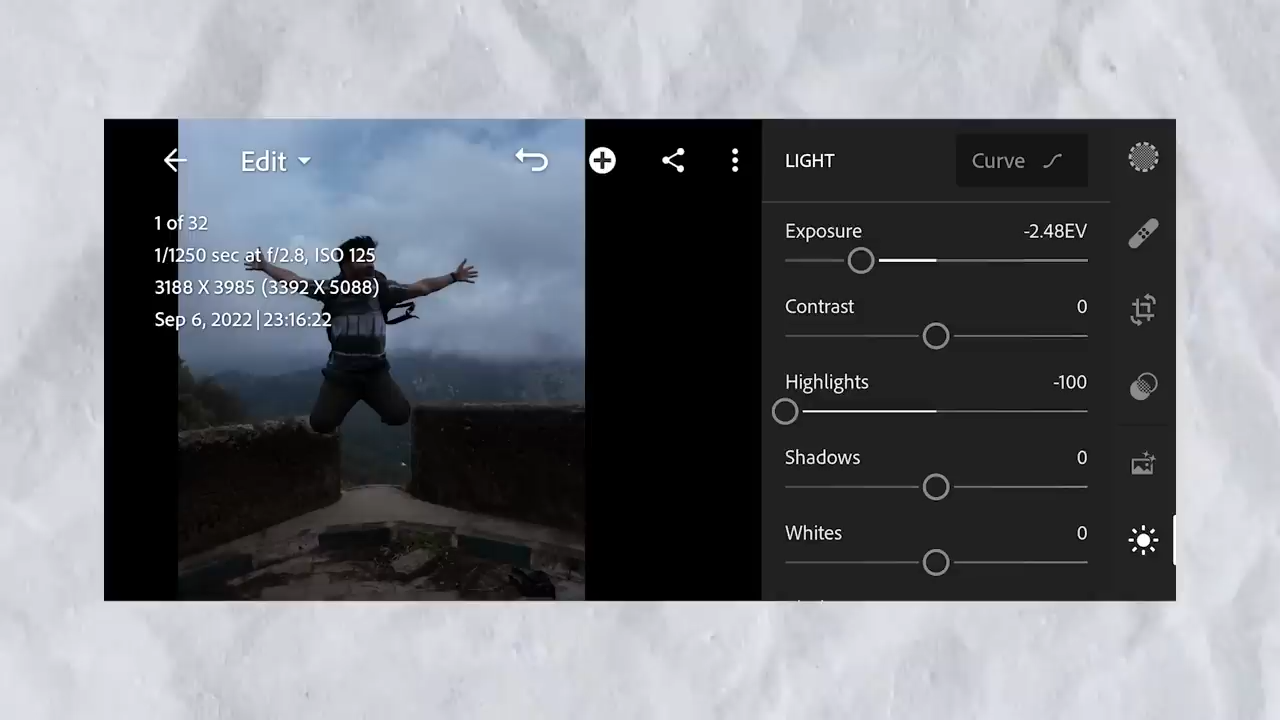 Edit
1 of 32
1/1250 sec at f/2.8, ISO 125
3188 X 3985 (3392 X 5088)
Sep 6, 2022 | 23:16:22
LIGHT
Curve
Exposure -2.48EV
Contrast 0
Highlights -100
Shadows 0
Whites 0